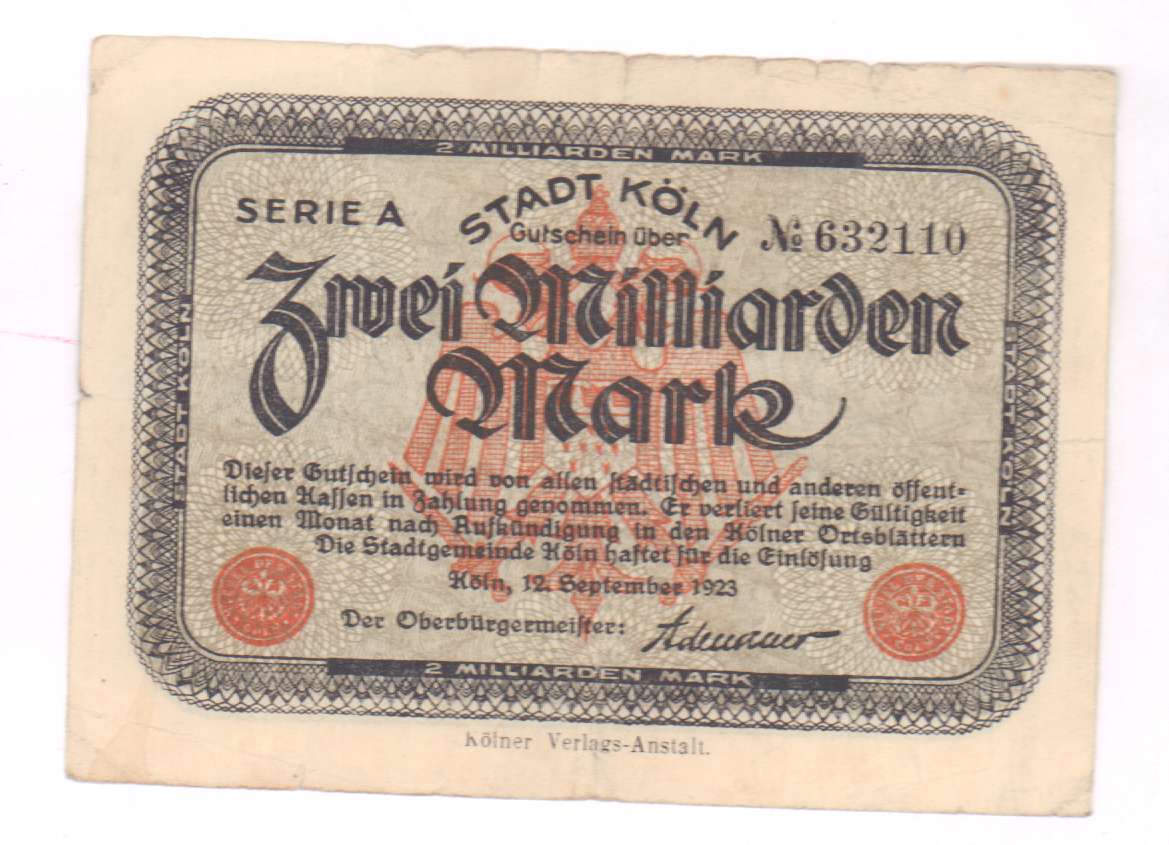 2 MILLIARDEN MARK
SERIE A
STADT KÖLN
№ 632110
Gutschein über
Zwei Milliarden
Mark
STADT KÖLN
STADT KÖLN
Dieſer Gutſchein wird von allen ſtädtiſchen und anderen öffent-
lichen Kaſſen in Zahlung genommen. Er verliert ſeine Gültigkeit
einen Monat nach Aufkündigung in den Kölner Ortsblättern
Die Stadtgemeinde Köln haftet für die Einlöſung
Köln, 12. September 1923
Der Oberbürgermeiſter: Adenauer
2 MILLIARDEN MARK
Kölner Verlags-Anstalt.